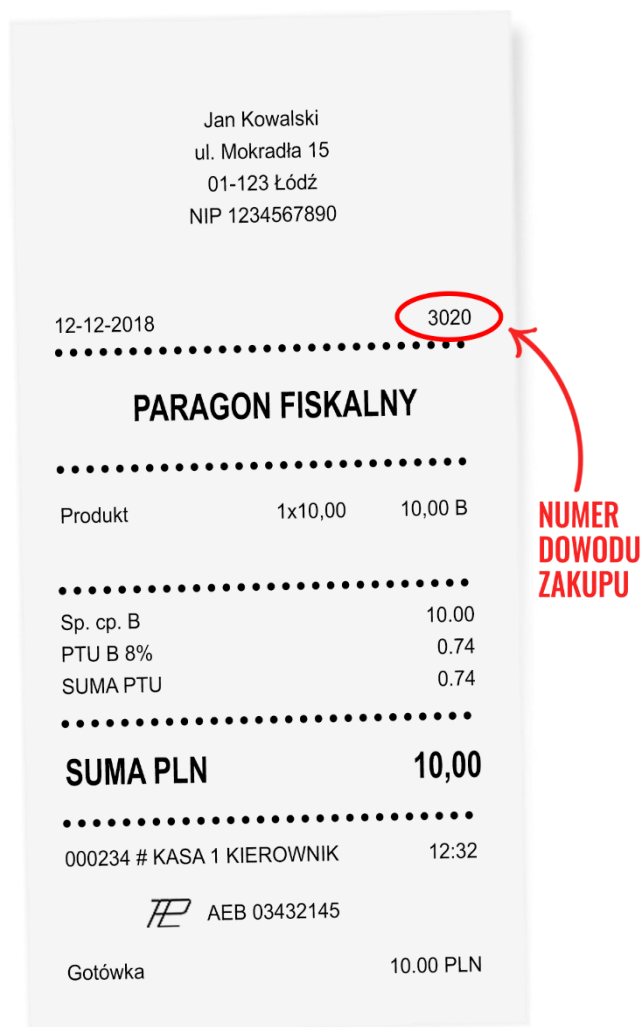 Jan Kowalski
ul. Mokradła 15
01-123 Łódź
NIP 1234567890
12-12-2018 3020
PARAGON FISKALNY
Produkt 1x10,00 10,00 B
NUMER
DOWODU
ZAKUPU
Sp. cp. B 10.00
PTU B 8% 0.74
SUMA PTU 0.74
SUMA PLN 10,00
000234 # KASA 1 KIEROWNIK 12:32
AEB 03432145
Gotówka 10.00 PLN